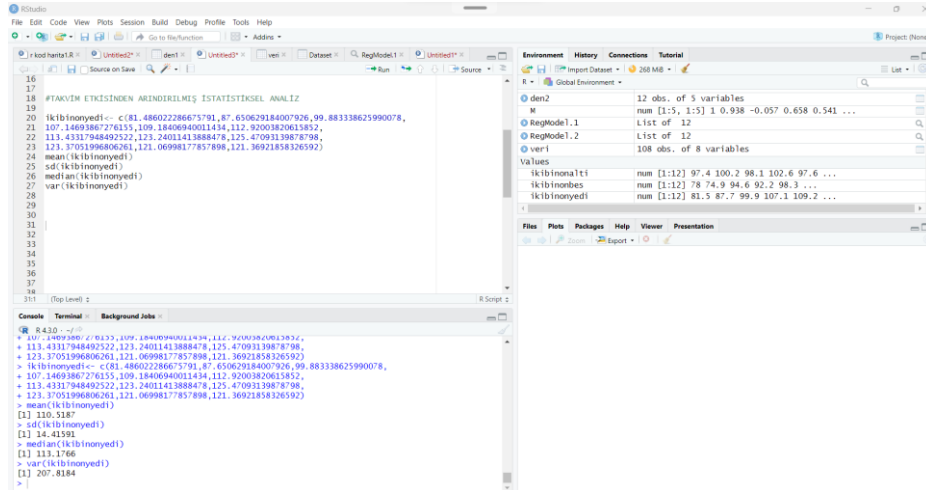 RStudio
File Edit Code View Plots Session Build Debug Profile Tools Help
Go to file/function Addins
Project: (None
r kod harita1.R × Untitled2* × den1 × Untitled3* × veri × Dataset × RegModel.1 × Untitled1* ×
Source on Save Run Source
16
17
18 #TAKVİM ETKİSİNDEN ARINDIRILMIŞ İSTATİSTİKSEL ANALİZ
19
20 ikibinonyedi<- c(81.486022286675791,87.650629184007926,99.883338625990078,
21 107.14693867276155,109.18406940011434,112.92003820615852,
22 113.43317948492522,123.24011413888478,125.47093139878798,
23 123.37051996806261,121.06998177857898,121.36921858326592)
24 mean(ikibinonyedi)
25 sd(ikibinonyedi)
26 median(ikibinonyedi)
27 var(ikibinonyedi)
28
29
30
31
32
33
34
35
36
37
38
31:1 (Top Level) R Script
Console Terminal × Background Jobs ×
R 4.3.0 · ~/
+ 107.14693867276155,109.18406940011434,112.92003820615852,
+ 113.43317948492522,123.24011413888478,125.47093139878798,
+ 123.37051996806261,121.06998177857898,121.36921858326592)
> ikibinonyedi<- c(81.486022286675791,87.650629184007926,99.883338625990078,
+ 107.14693867276155,109.18406940011434,112.92003820615852,
+ 113.43317948492522,123.24011413888478,125.47093139878798,
+ 123.37051996806261,121.06998177857898,121.36921858326592)
> mean(ikibinonyedi)
[1] 110.5187
> sd(ikibinonyedi)
[1] 14.41591
> median(ikibinonyedi)
[1] 113.1766
> var(ikibinonyedi)
[1] 207.8184
>
Environment History Connections Tutorial
Import Dataset 268 MiB List
R Global Environment
den2 12 obs. of 5 variables
M num [1:5, 1:5] 1 0.938 -0.057 0.658 0.541 ...
RegModel.1 List of 12
RegModel.2 List of 12
veri 108 obs. of 8 variables
Values
ikibinonalti num [1:12] 97.4 100.2 98.1 102.6 97.6 ...
ikibinonbes num [1:12] 78 74.9 94.6 92.2 98.3 ...
ikibinonyedi num [1:12] 81.5 87.7 99.9 107.1 109.2 ...
Files Plots Packages Help Viewer Presentation
Zoom Export